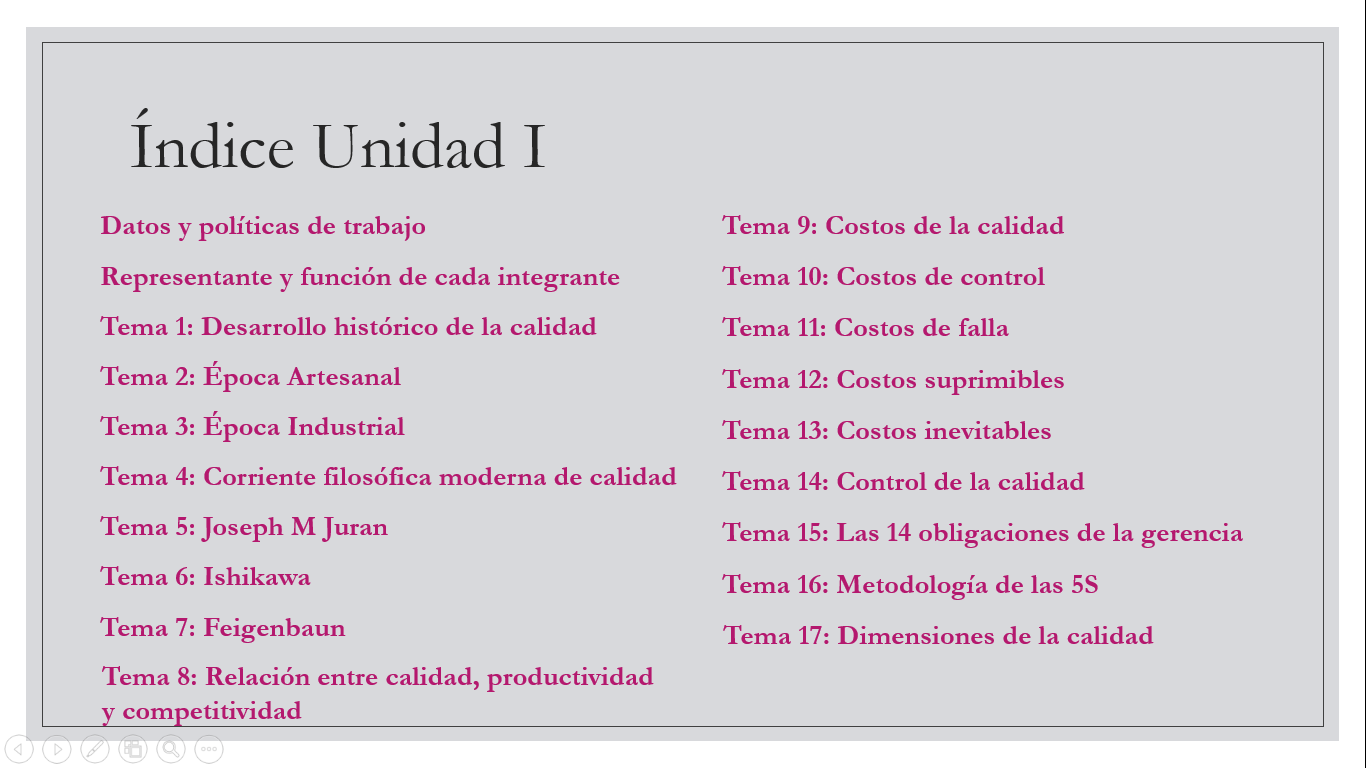 Índice Unidad I
Datos y políticas de trabajo
Representante y función de cada integrante
Tema 1: Desarrollo histórico de la calidad
Tema 2: Época Artesanal
Tema 3: Época Industrial
Tema 4: Corriente filosófica moderna de calidad
Tema 5: Joseph M Juran
Tema 6: Ishikawa
Tema 7: Feigenbaun
Tema 8: Relación entre calidad, productividad
y competitividad
Tema 9: Costos de la calidad
Tema 10: Costos de control
Tema 11: Costos de falla
Tema 12: Costos suprimibles
Tema 13: Costos inevitables
Tema 14: Control de la calidad
Tema 15: Las 14 obligaciones de la gerencia
Tema 16: Metodología de las 5S
Tema 17: Dimensiones de la calidad